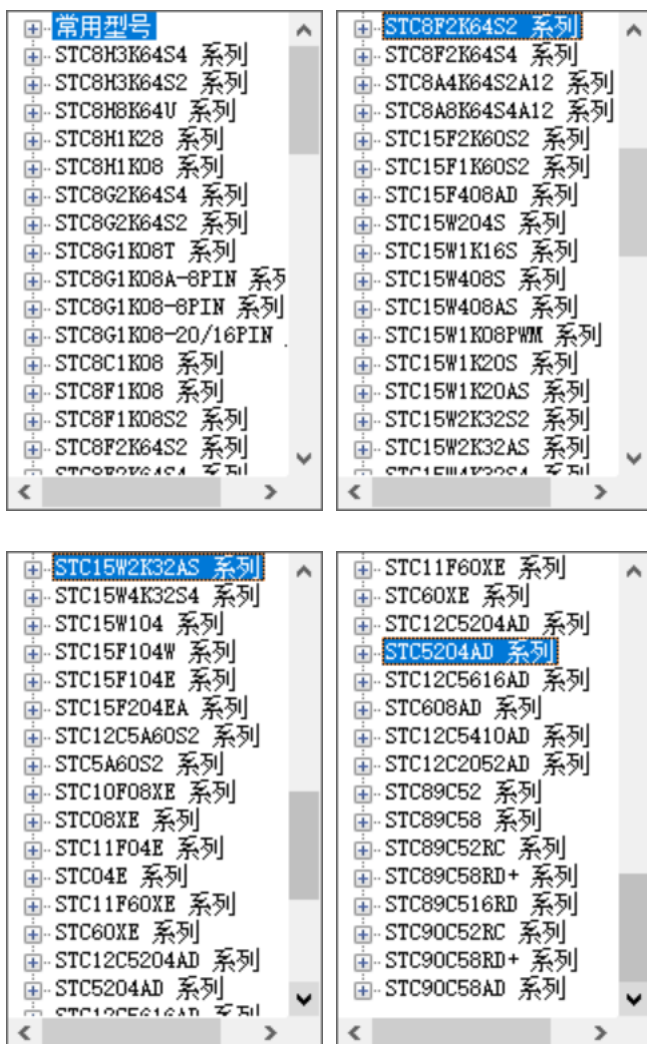 常用型号
STC8H3K64S4 系列
STC8H3K64S2 系列
STC8H8K64U 系列
STC8H1K28 系列
STC8H1K08 系列
STC8G2K64S4 系列
STC8G2K64S2 系列
STC8G1K08T 系列
STC8G1K08A-8PIN 系列
STC8G1K08-8PIN 系列
STC8G1K08-20/16PIN
STC8C1K08 系列
STC8F1K08 系列
STC8F1K08S2 系列
STC8F2K64S2 系列
STC8F2K64S4 系列
STC8F2K64S2 系列
STC8F2K64S4 系列
STC8A4K64S2A12 系列
STC8A8K64S4A12 系列
STC15F2K60S2 系列
STC15F1K60S2 系列
STC15F408AD 系列
STC15W204S 系列
STC15W1K16S 系列
STC15W408S 系列
STC15W408AS 系列
STC15W1K08PWM 系列
STC15W1K20S 系列
STC15W1K20AS 系列
STC15W2K32S2 系列
STC15W2K32AS 系列
STC15W4K32S4 系列
STC15W2K32AS 系列
STC15W4K32S4 系列
STC15W104 系列
STC15F104W 系列
STC15F104E 系列
STC15F204EA 系列
STC12C5A60S2 系列
STC5A60S2 系列
STC10F08XE 系列
STC08XE 系列
STC11F04E 系列
STC04E 系列
STC11F60XE 系列
STC60XE 系列
STC12C5204AD 系列
STC5204AD 系列
STC12C5616AD 系列
STC11F60XE 系列
STC60XE 系列
STC12C5204AD 系列
STC5204AD 系列
STC12C5616AD 系列
STC608AD 系列
STC12C5410AD 系列
STC12C2052AD 系列
STC89C52 系列
STC89C58 系列
STC89C52RC 系列
STC89C58RD+ 系列
STC89C516RD 系列
STC90C52RC 系列
STC90C58RD+ 系列
STC90C58AD 系列